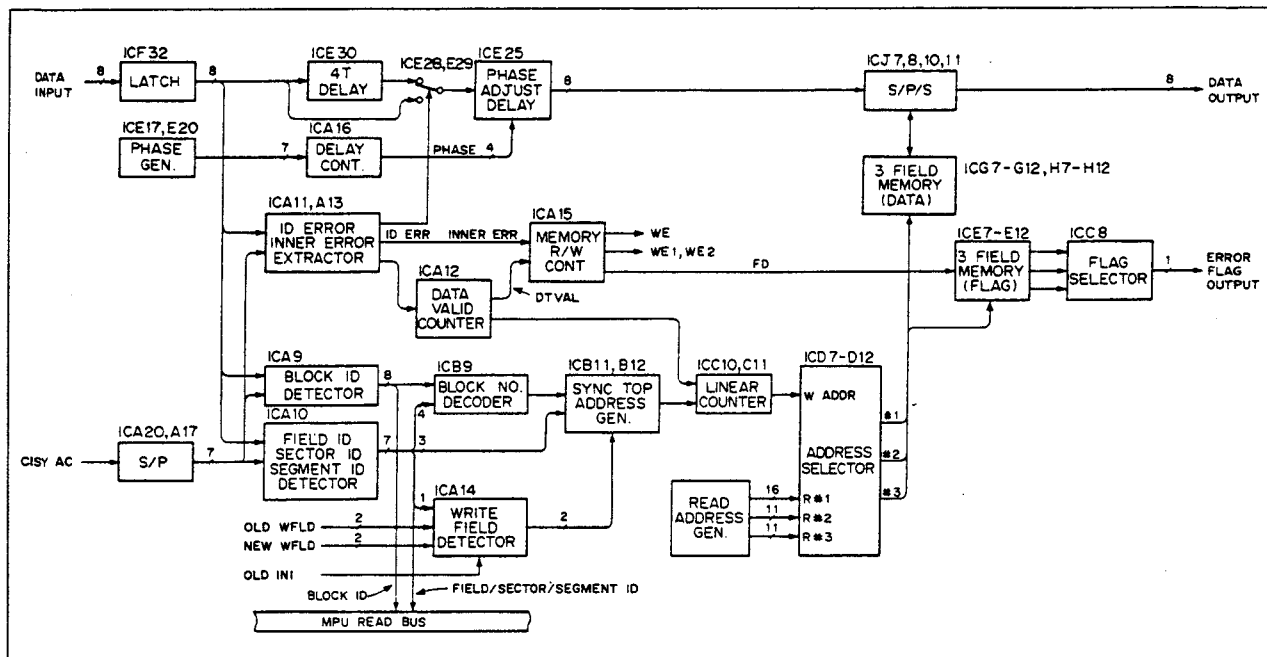 ICF32
ICE30
ICE28,E29
ICE25
ICJ7,8,10,11
DATA
INPUT
8
LATCH
8
4T
DELAY
PHASE
ADJUST
DELAY
8
S/P/S
8
DATA
OUTPUT
ICE17,E20
ICA16
PHASE
GEN.
7
DELAY
CONT.
PHASE
4
3 FIELD
MEMORY
(DATA)
ICG7-G12,H7-H12
ICA11,A13
ID ERROR
INNER ERROR
EXTRACTOR
ID ERR
INNER ERR
ICA15
MEMORY
R/W
CONT
WE
WE1,WE2
FD
ICE7-E12
3 FIELD
MEMORY
(FLAG)
ICC8
FLAG
SELECTOR
1
ERROR
FLAG
OUTPUT
ICA12
DATA
VALID
COUNTER
DTVAL
ICA9
BLOCK ID
DETECTOR
8
ICB9
BLOCK NO.
DECODER
4
ICB11,B12
SYNC TOP
ADDRESS
GEN.
ICC10,C11
LINEAR
COUNTER
ICD7-D12
W ADDR
ADDRESS
SELECTOR
#1
#2
#3
ICA10
FIELD ID
SECTOR ID
SEGMENT ID
DETECTOR
7
3
ICA20,A17
CISY AC
S/P
7
ICA14
1
WRITE
FIELD
DETECTOR
2
OLD WFLD
2
NEW WFLD
2
OLD INI
READ
ADDRESS
GEN.
16
R#1
11
R#2
11
R#3
BLOCK ID
FIELD/SECTOR/SEGMENT ID
MPU READ BUS